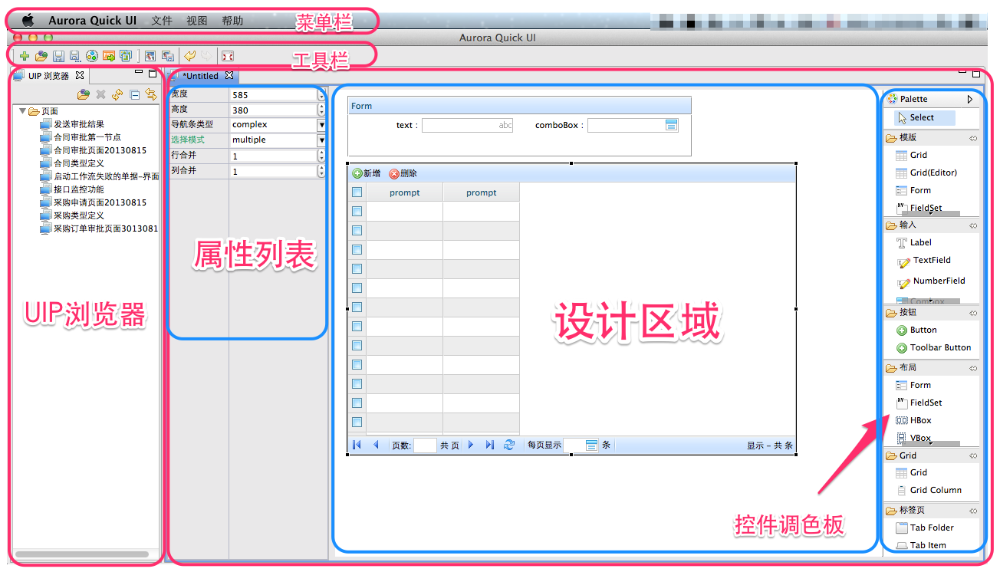 Aurora Quick UI 文件 视图 帮助 菜单栏
Aurora Quick UI
工具栏
UIP 浏览器
页面
发送审批结果
合同审批第一节点
合同审批页面20130815
合同类型定义
启动工作流失败的单据-界面
接口监控功能
采购申请页面20130815
采购类型定义
采购订单审批页面3013081
UIP浏览器
*Untitled
宽度 585
高度 380
导航条类型 complex
选择模式 multiple
行合并 1
列合并 1
属性列表
Form
text : abc comboBox :
新增 删除
prompt prompt
设计区域
页数: 共 页 每页显示 条 显示 - 共 条
Palette
Select
模版
Grid
Grid(Editor)
Form
FieldSet
输入
Label
TextField
NumberField
按钮
Button
Toolbar Button
布局
Form
FieldSet
HBox
VBox
Grid
Grid
Grid Column
标签页
Tab Folder
Tab Item
控件调色板